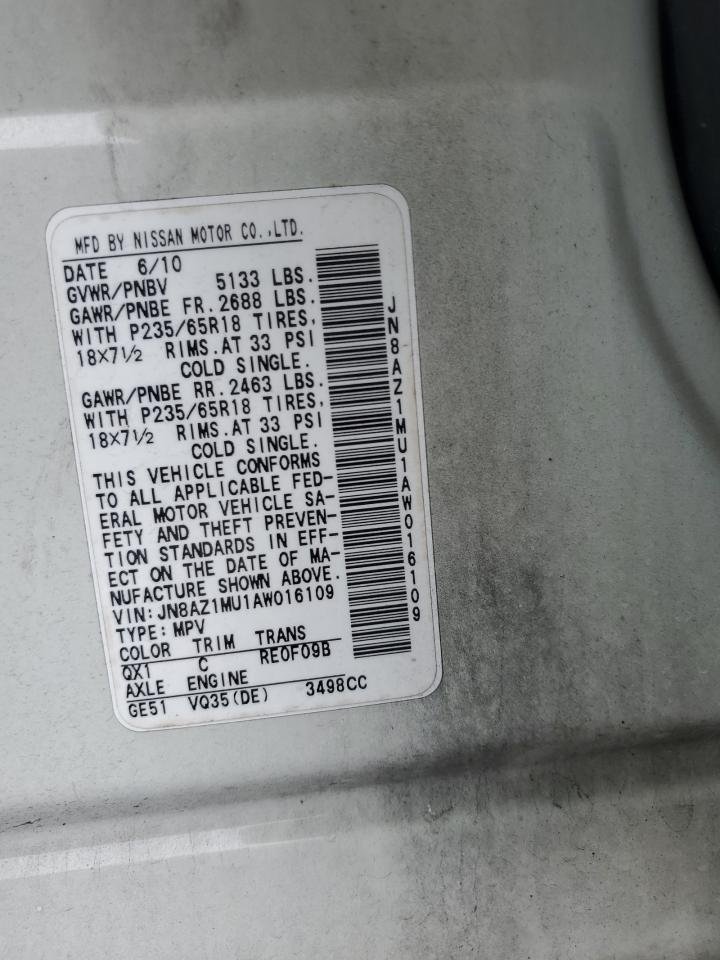 MFD BY NISSAN MOTOR CO.,LTD.
DATE 6/10
GVWR/PNBV 5133 LBS.
GAWR/PNBE FR. 2688 LBS.
WITH P235/65R18 TIRES,
18X7½ RIMS.AT 33 PSI
COLD SINGLE.
GAWR/PNBE RR. 2463 LBS.
WITH P235/65R18 TIRES,
18X7½ RIMS.AT 33 PSI
COLD SINGLE.
THIS VEHICLE CONFORMS
TO ALL APPLICABLE FED-
ERAL MOTOR VEHICLE SA-
FETY AND THEFT PREVEN-
TION STANDARDS IN EFF-
ECT ON THE DATE OF MA-
NUFACTURE SHOWN ABOVE.
VIN: JN8AZ1MU1AW016109
TYPE: MPV
COLOR TRIM TRANS
QX1 C RE0F09B
AXLE ENGINE
GE51 VQ35(DE) 3498CC
JN8AZ1MU1AW016109